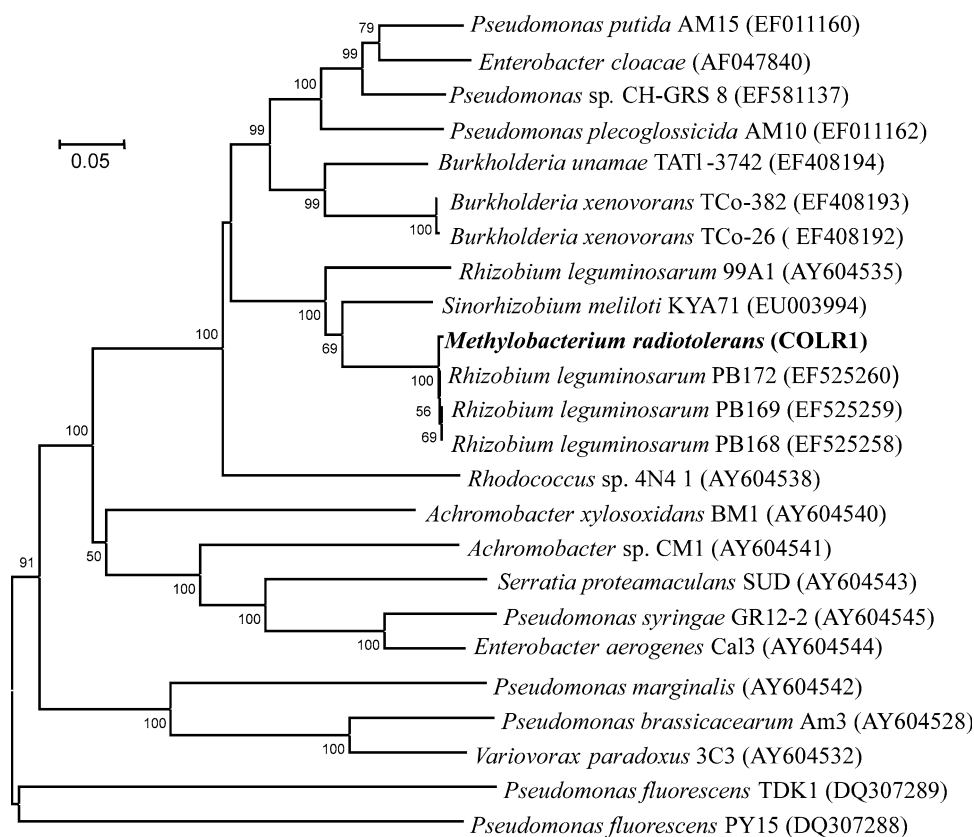 79
Pseudomonas putida AM15 (EF011160)
99
Enterobacter cloacae (AF047840)
100
Pseudomonas sp. CH-GRS 8 (EF581137)
99
Pseudomonas plecoglossicida AM10 (EF011162)
0.05
Burkholderia unamae TATl-3742 (EF408194)
99
Burkholderia xenovorans TCo-382 (EF408193)
100
Burkholderia xenovorans TCo-26 ( EF408192)
Rhizobium leguminosarum 99A1 (AY604535)
100
Sinorhizobium meliloti KYA71 (EU003994)
100
69
Methylobacterium radiotolerans (COLR1)
100
Rhizobium leguminosarum PB172 (EF525260)
56
Rhizobium leguminosarum PB169 (EF525259)
69
Rhizobium leguminosarum PB168 (EF525258)
100
Rhodococcus sp. 4N4 1 (AY604538)
Achromobacter xylosoxidans BM1 (AY604540)
50
Achromobacter sp. CM1 (AY604541)
91
100
Serratia proteamaculans SUD (AY604543)
100
Pseudomonas syringae GR12-2 (AY604545)
100
Enterobacter aerogenes Cal3 (AY604544)
Pseudomonas marginalis (AY604542)
100
Pseudomonas brassicacearum Am3 (AY604528)
100
Variovorax paradoxus 3C3 (AY604532)
Pseudomonas fluorescens TDK1 (DQ307289)
Pseudomonas fluorescens PY15 (DQ307288)